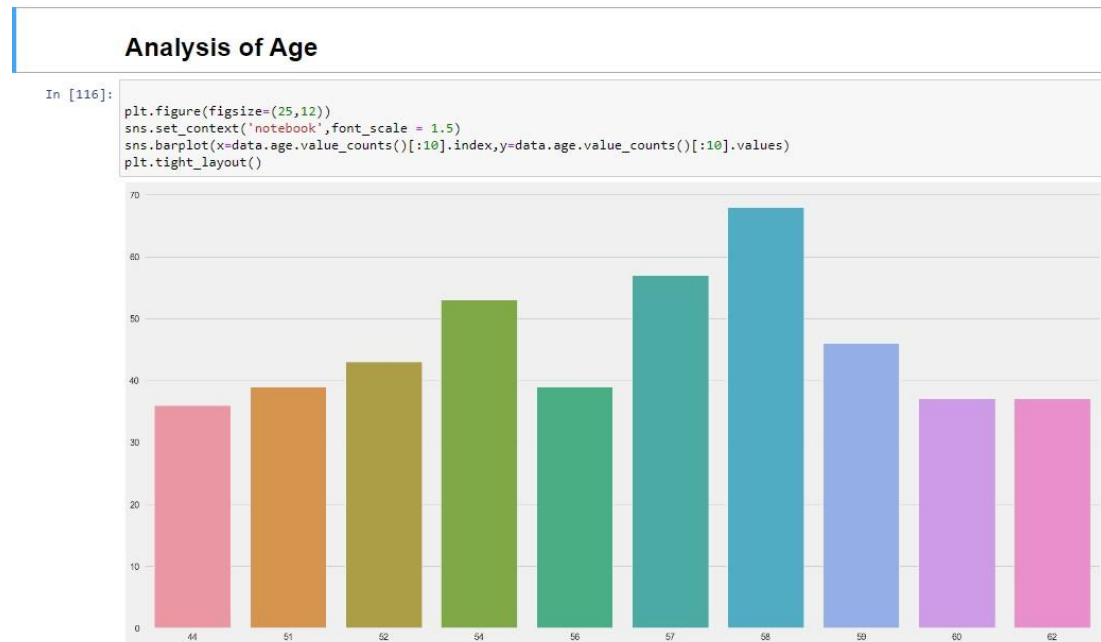 Analysis of Age
In [116]:
plt.figure(figsize=(25,12))
sns.set_context('notebook',font_scale = 1.5)
sns.barplot(x=data.age.value_counts()[:10].index,y=data.age.value_counts()[:10].values)
plt.tight_layout()
70
60
50
40
30
20
10
0
44 51 52 54 56 57 58 59 60 62